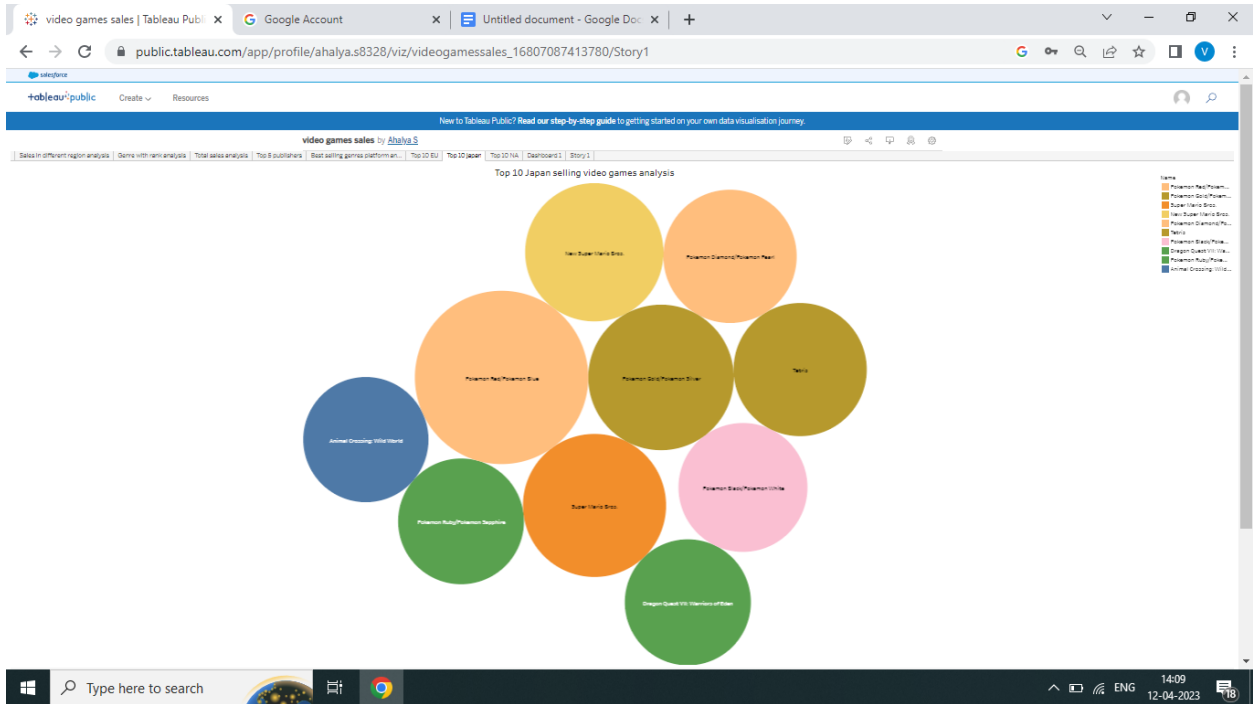 video games sales | Tableau Publi
Google Account
Untitled document - Google Doc
public.tableau.com/app/profile/ahalya.s8328/viz/videogamessales_16807087413780/Story1
V
salesforce
+ableau public Create Resources
New to Tableau Public? Read our step-by-step guide to getting started on your own data visualisation journey.
video games sales by Ahalya S
Sales in different region analysis Genre with rank analysis Total sales analysis Top 5 publishers Best selling genres platform an... Top 10 EU Top 10 japan Top 10 NA Dashboard 1 Story 1
Top 10 Japan selling video games analysis
Name
Pokemon Red/Pokem...
Pokemon Gold/Pokem...
Super Mario Bros.
New Super Mario Bros.
Pokemon Diamond/Po...
Tetris
Pokemon Black/Poke...
Dragon Quest VII: Wa...
Pokemon Ruby/Poke...
Animal Crossing: Wild...
New Super Mario Bros.
Pokemon Diamond/Pokemon Pearl
Pokemon Red/Pokemon Blue
Pokemon Gold/Pokemon Silver
Tetris
Animal Crossing: Wild World
Pokemon Ruby/Pokemon Sapphire
Super Mario Bros.
Pokemon Black/Pokemon White
Dragon Quest VII: Warriors of Eden
Type here to search
ENG
14:09
12-04-2023
18